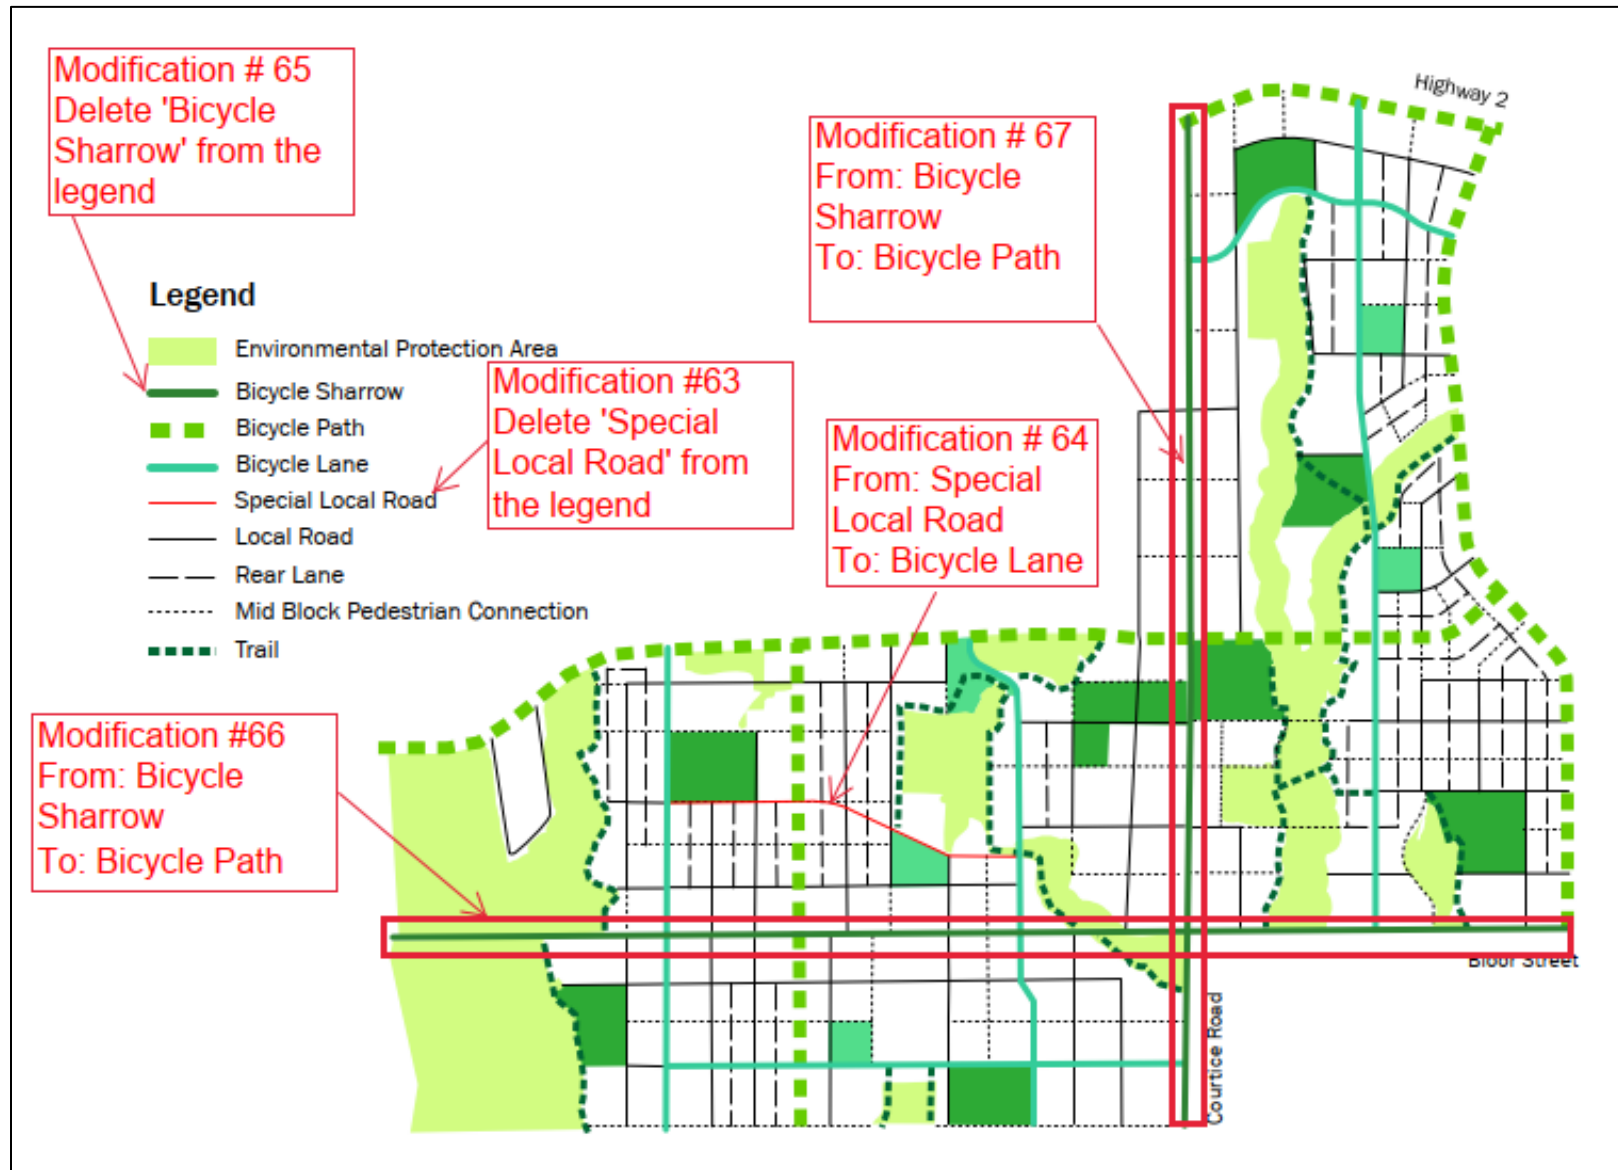 Modification # 65
Delete 'Bicycle
Sharrow' from the
legend
Highway 2
Modification # 67
From: Bicycle
Sharrow
To: Bicycle Path
Legend
Environmental Protection Area
Bicycle Sharrow
Bicycle Path
Bicycle Lane
Special Local Road
Local Road
Rear Lane
Mid Block Pedestrian Connection
Trail
Modification #63
Delete 'Special
Local Road' from
the legend
Modification # 64
From: Special
Local Road
To: Bicycle Lane
Modification #66
From: Bicycle
Sharrow
To: Bicycle Path
Bloor Street
Courtice Road